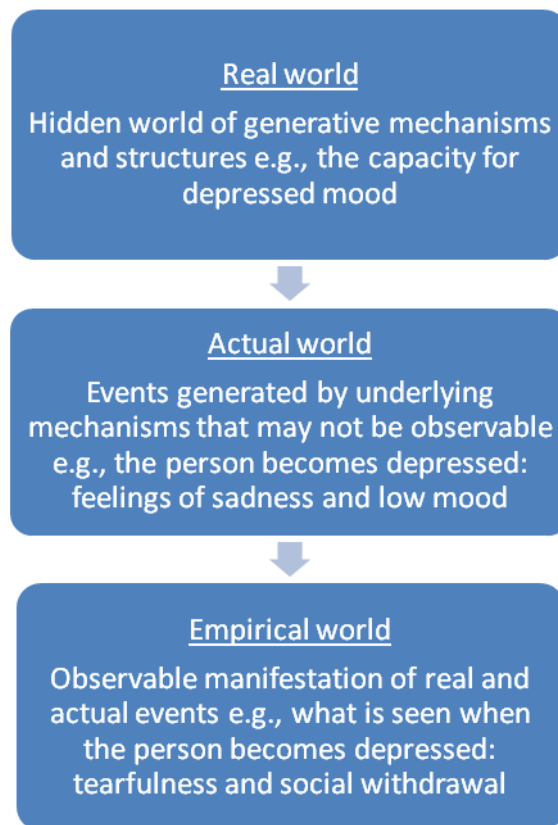 Real world
Hidden world of generative mechanisms
and structures e.g., the capacity for
depressed mood
Actual world
Events generated by underlying
mechanisms that may not be observable
e.g., the person becomes depressed:
feelings of sadness and low mood
Empirical world
Observable manifestation of real and
actual events e.g., what is seen when
the person becomes depressed:
tearfulness and social withdrawal